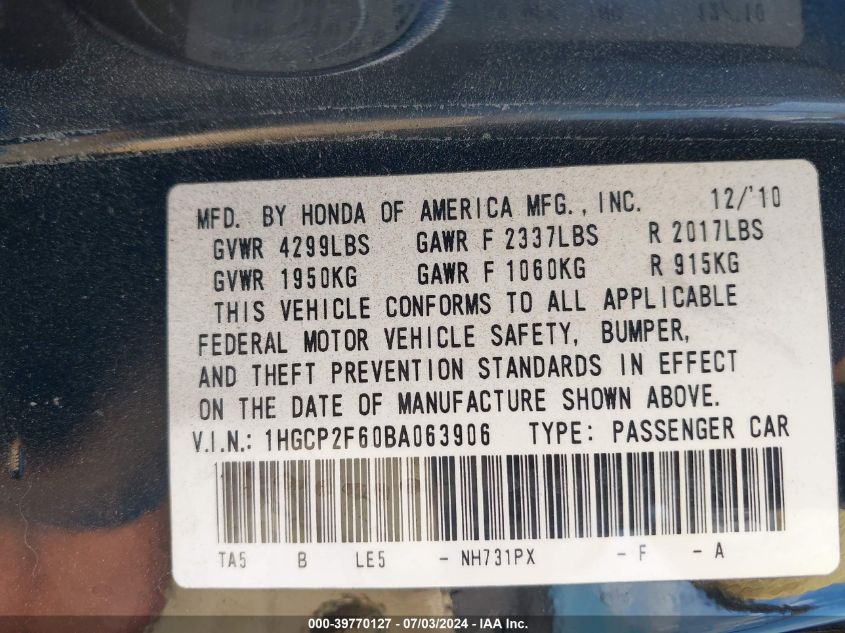 12/'10
MFD. BY HONDA OF AMERICA MFG., INC. 12/'10
GVWR 4299LBS GAWR F 2337LBS R 2017LBS
GVWR 1950KG GAWR F 1060KG R 915KG
THIS VEHICLE CONFORMS TO ALL APPLICABLE
FEDERAL MOTOR VEHICLE SAFETY, BUMPER,
AND THEFT PREVENTION STANDARDS IN EFFECT
ON THE DATE OF MANUFACTURE SHOWN ABOVE.
V.I.N.: 1HGCP2F60BA063906 TYPE: PASSENGER CAR
TA5 B LE5 - NH731PX - F - A
000-39770127 - 07/03/2024 - IAA Inc.